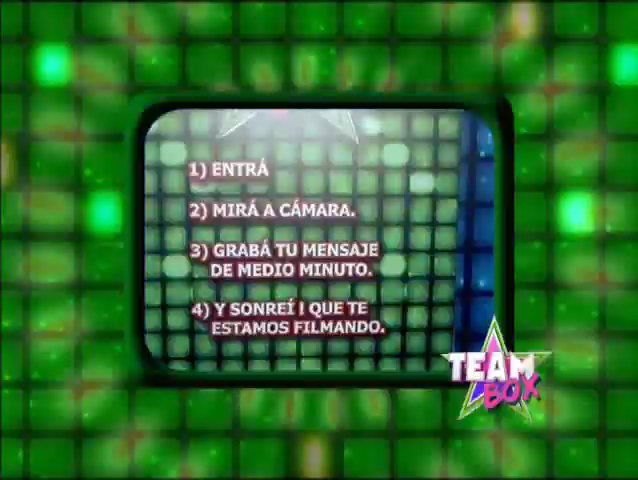 1) ENTRÁ
2) MIRÁ A CÁMARA.
3) GRABÁ TU MENSAJE
DE MEDIO MINUTO.
4) Y SONREÍ ! QUE TE
ESTAMOS FILMANDO.
TEAM
BOX